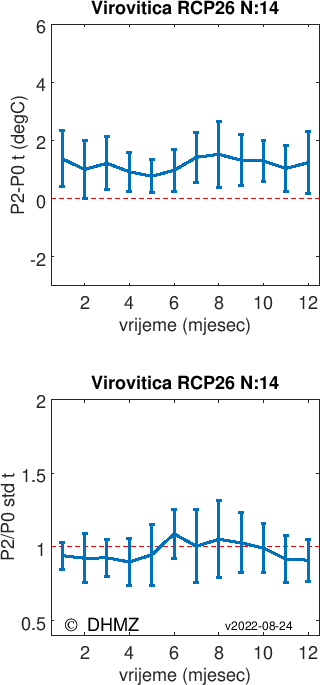 Virovitica RCP26 N:14
6
4
2
0
-2
P2-P0 t (degC)
2 4 6 8 10 12
vrijeme (mjesec)
Virovitica RCP26 N:14
2
1.5
1
0.5
P2/P0 std t
© DHMZ
v2022-08-24
2 4 6 8 10 12
vrijeme (mjesec)